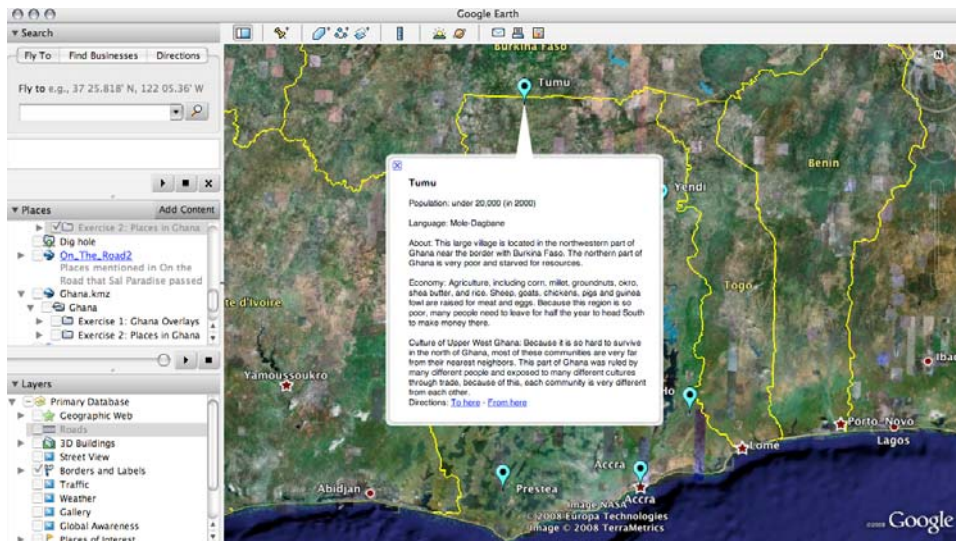 Google Earth
Search
Fly To
Find Businesses
Directions
Fly to e.g., 37 25.818' N, 122 05.36' W
Places
Add Content
Exercise 2: Places in Ghana
Dig hole
On_The_Road2
Places mentioned in On the
Road that Sal Paradise passed
Ghana.kmz
Ghana
Exercise 1: Ghana Overlays
Exercise 2: Places in Ghana
Layers
Primary Database
Geographic Web
Roads
3D Buildings
Street View
Borders and Labels
Traffic
Weather
Gallery
Global Awareness
Places of Interest
Burkina Faso
N
Tumu
Tumu
Population: under 20,000 (in 2000)
Language: Mole-Dagbane
About: This large village is located in the northwestern part of
Ghana near the border with Burkina Faso. The northern part of
Ghana is very poor and starved for resources.
Economy: Agriculture, including corn, millet, groundnuts, okro,
shea butter, and rice. Sheep, goats, chickens, pigs and guinea
fowl are raised for meat and eggs. Because this region is so
poor, many people need to leave for half the year to head South
to make money there.
Culture of Upper West Ghana: Because it is so hard to survive
in the north of Ghana, most of these communities are very far
from their nearest neighbors. This part of Ghana was ruled by
many different people and exposed to many different cultures
through trade, because of this, each community is very different
from each other.
Directions: To here - From here
Yendi
Benin
Togo
te d'Ivoire
Iba
Yamoussoukro
Ho
Porto_Novo
Lagos
Lome
Accra
Prestea
Abidjan
Accra
Image NASA
©2008 Europa Technologies
Image © 2008 TerraMetrics
©2008 Google